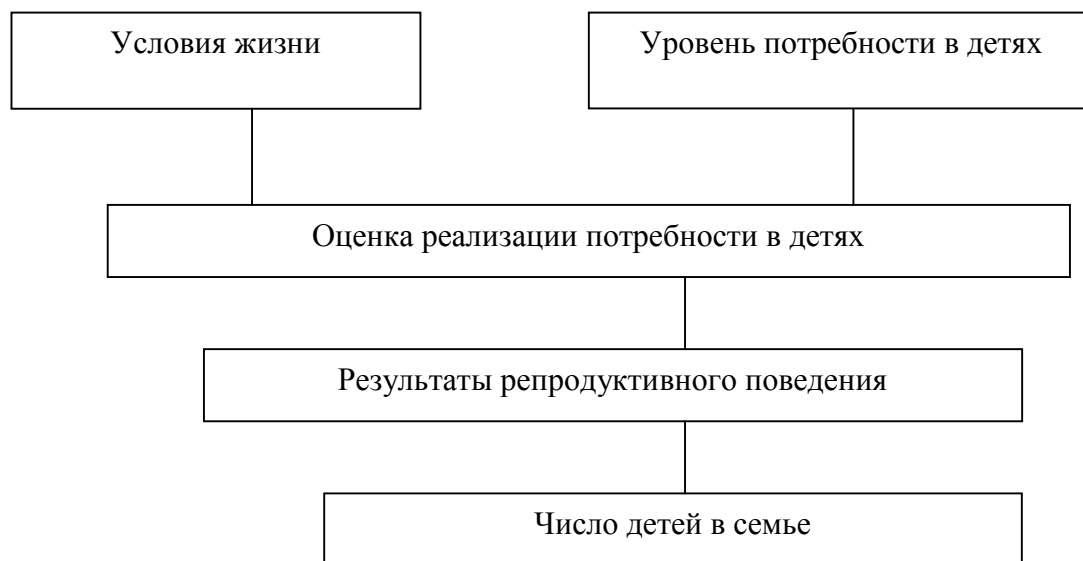 Условия жизни
Уровень потребности в детях
Оценка реализации потребности в детях
Результаты репродуктивного поведения
Число детей в семье